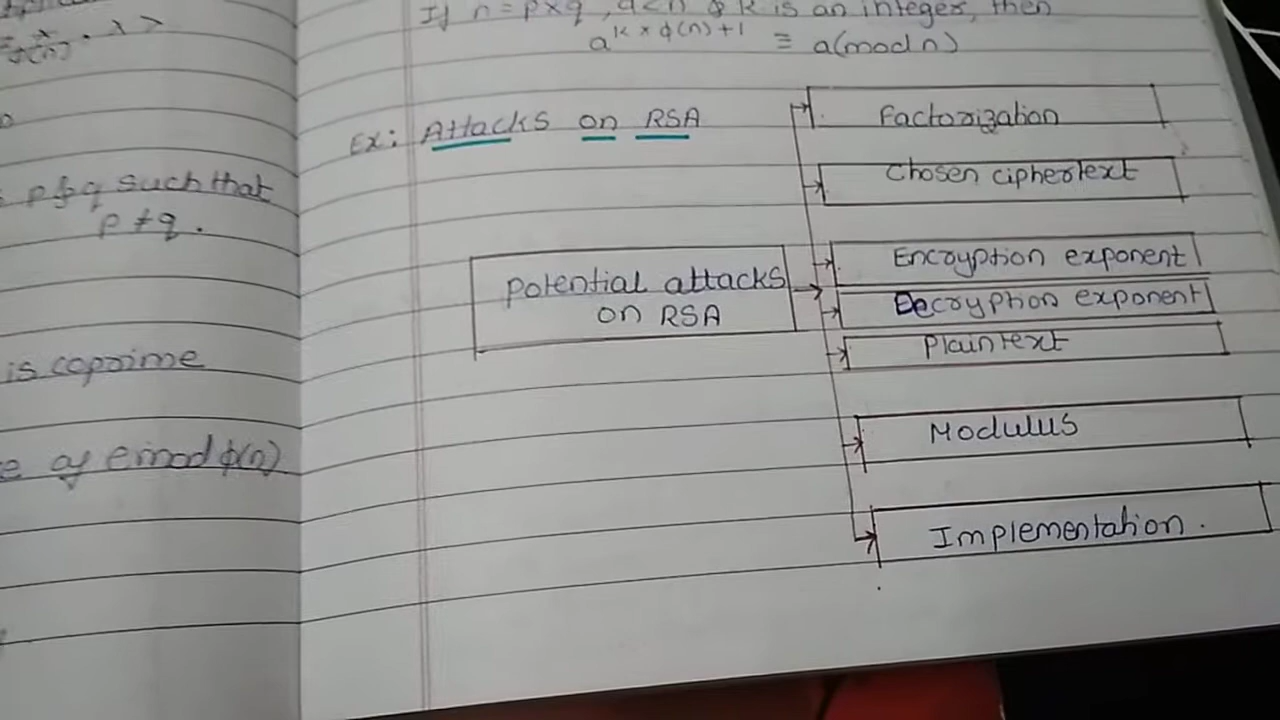 p & q such that
p ≠ q.
is coprime
of e mod ϕ(n)
If n = p × q, a < n & k is an integer, then
a^k × ϕ(n) + 1 ≡ a (mod n)
Ex: Attacks on RSA
Potential attacks
on RSA
Factorization
Chosen ciphertext
Encryption exponent
Decryption exponent
Plaintext
Modulus
Implementation.